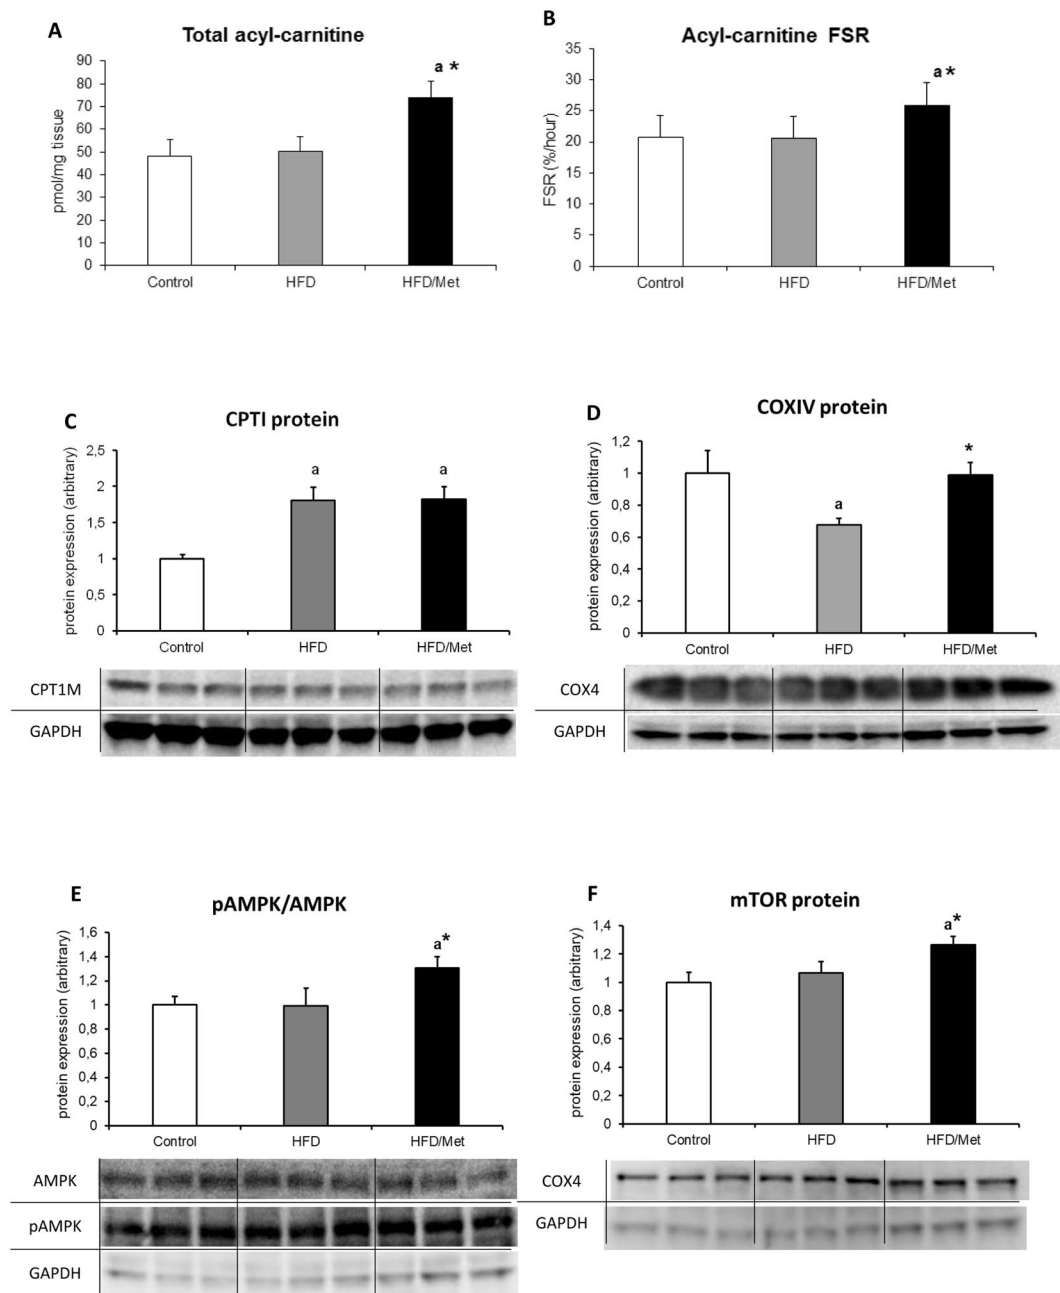 A
Total acyl-carnitine
pmol/mg tissue
90
80
70
60
50
40
30
20
10
0
a *
Control
HFD
HFD/Met
B
Acyl-carnitine FSR
FSR (%/hour)
35
30
25
20
15
10
5
0
a *
Control
HFD
HFD/Met
C
CPTI protein
protein expression (arbitrary)
2,5
2
1,5
1
0,5
0
a
a
Control
HFD
HFD/Met
CPT1M
GAPDH
D
COXIV protein
protein expression (arbitrary)
1,2
1
0,8
0,6
0,4
0,2
0
a
*
Control
HFD
HFD/Met
COX4
GAPDH
E
pAMPK/AMPK
protein expression (arbitrary)
1,6
1,4
1,2
1
0,8
0,6
0,4
0,2
0
a*
Control
HFD
HFD/Met
AMPK
pAMPK
GAPDH
F
mTOR protein
protein expression (arbitrary)
1,4
1,2
1
0,8
0,6
0,4
0,2
0
a*
Control
HFD
HFD/Met
COX4
GAPDH